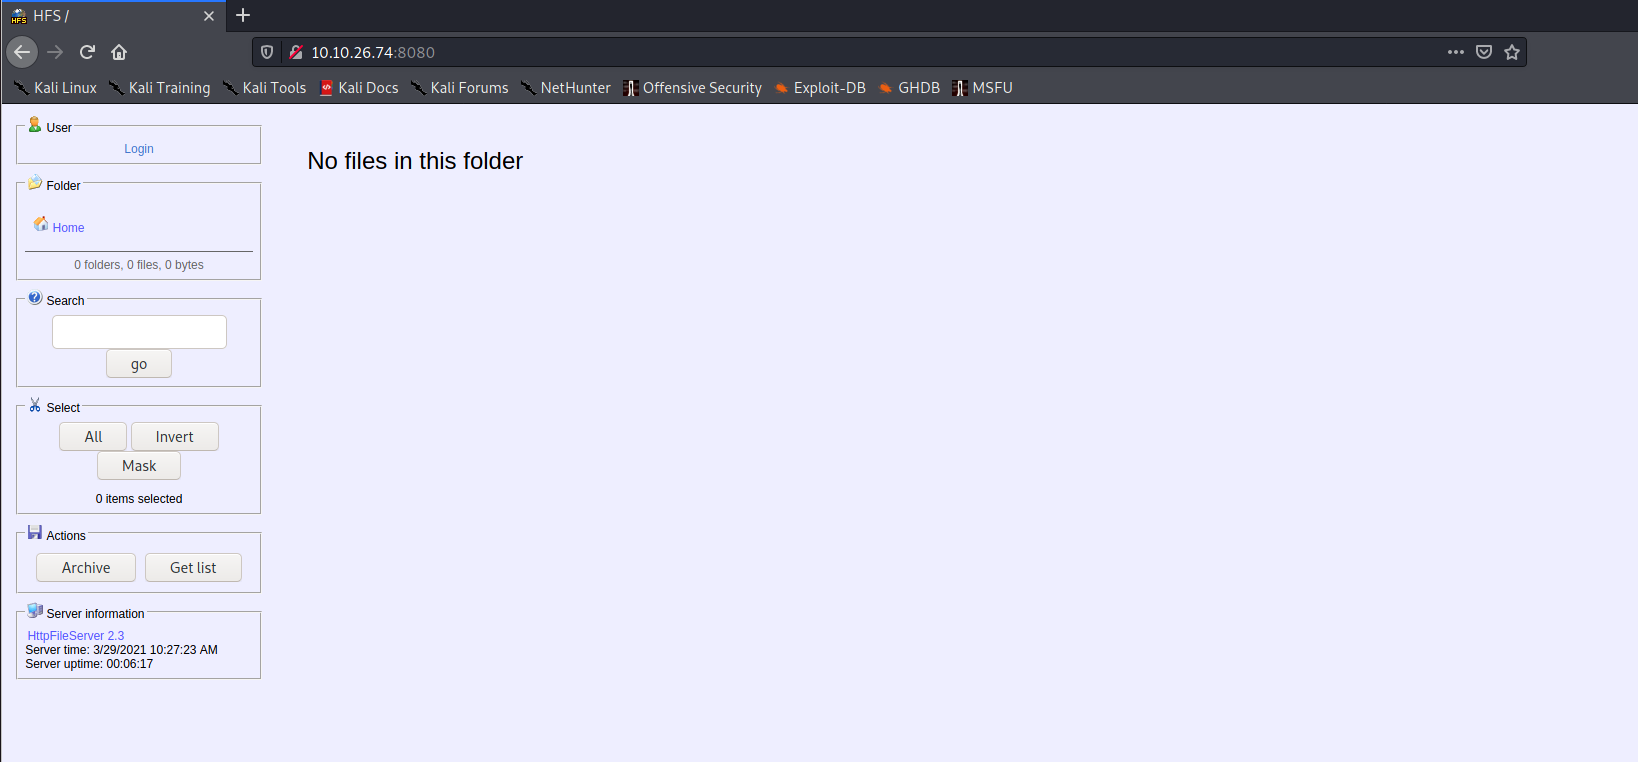 HFS /
10.10.26.74:8080
Kali Linux Kali Training Kali Tools Kali Docs Kali Forums NetHunter Offensive Security Exploit-DB GHDB MSFU
User
Login
Folder
Home
0 folders, 0 files, 0 bytes
Search
go
Select
All Invert
Mask
0 items selected
Actions
Archive Get list
Server information
HttpFileServer 2.3
Server time: 3/29/2021 10:27:23 AM
Server uptime: 00:06:17
No files in this folder